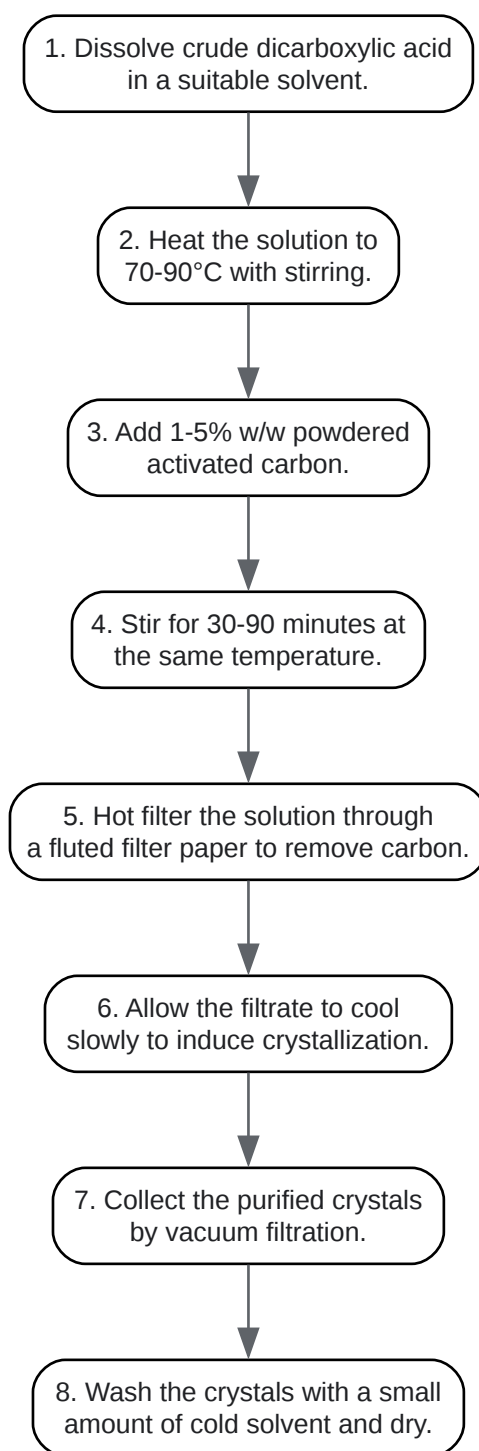 1. Dissolve crude dicarboxylic acid
in a suitable solvent.
2. Heat the solution to
70-90°C with stirring.
3. Add 1-5% w/w powdered
activated carbon.
4. Stir for 30-90 minutes at
the same temperature.
5. Hot filter the solution through
a fluted filter paper to remove carbon.
6. Allow the filtrate to cool
slowly to induce crystallization.
7. Collect the purified crystals
by vacuum filtration.
8. Wash the crystals with a small
amount of cold solvent and dry.